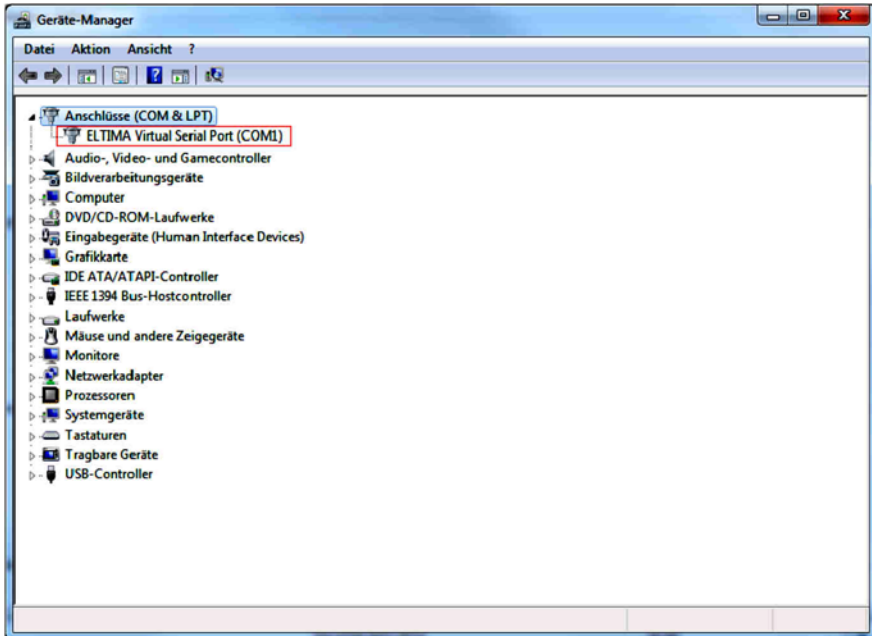 Geräte-Manager
Datei Aktion Ansicht ?
Anschlüsse (COM & LPT)
ELTIMA Virtual Serial Port (COM1)
Audio-, Video- und Gamecontroller
Bildverarbeitungsgeräte
Computer
DVD/CD-ROM-Laufwerke
Eingabegeräte (Human Interface Devices)
Grafikkarte
IDE ATA/ATAPI-Controller
IEEE 1394 Bus-Hostcontroller
Laufwerke
Mäuse und andere Zeigegeräte
Monitore
Netzwerkadapter
Prozessoren
Systemgeräte
Tastaturen
Tragbare Geräte
USB-Controller